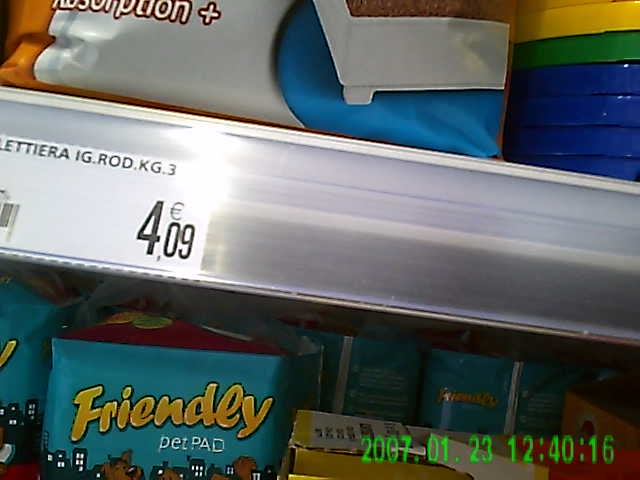 Absorption +
LETTIERA IG.ROD.KG.3
€
4,09
Friendly
pet PAD
Friendly
2007.01.23 12:40:16